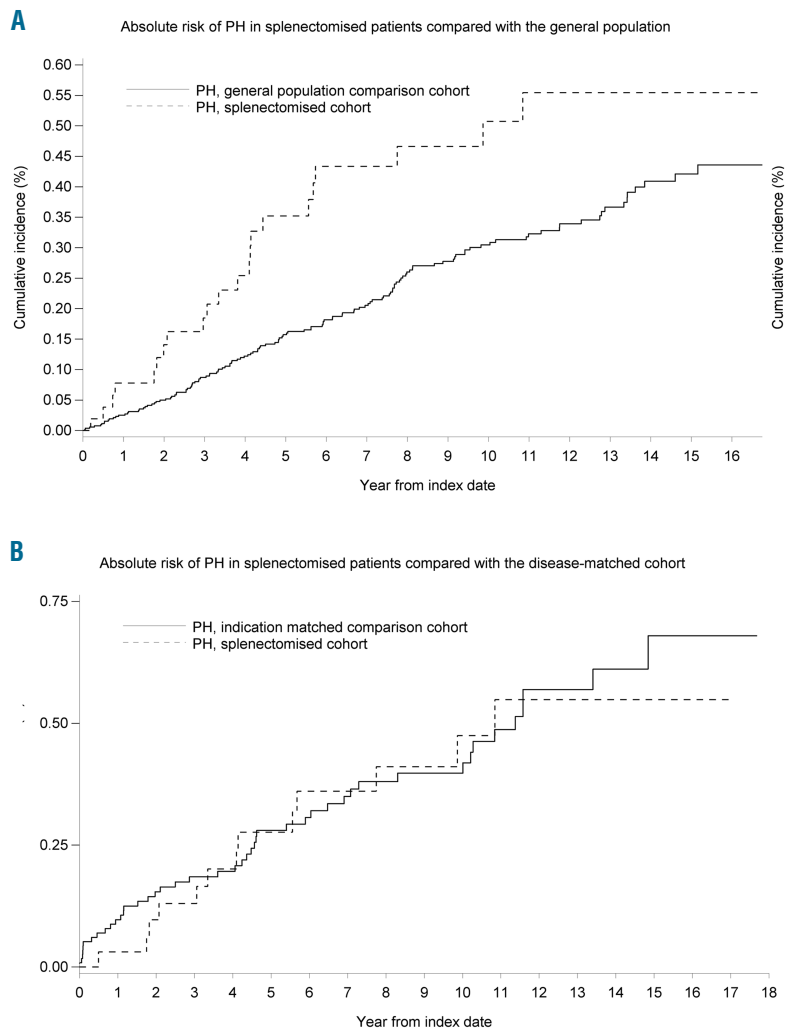 A
Absolute risk of PH in splenectomised patients compared with the general population
PH, general population comparison cohort
PH, splenectomised cohort
Cumulative incidence (%)
0.60
0.55
0.50
0.45
0.40
0.35
0.30
0.25
0.20
0.15
0.10
0.05
0.00
Cumulative incidence (%)
0 1 2 3 4 5 6 7 8 9 10 11 12 13 14 15 16
Year from index date
B
Absolute risk of PH in splenectomised patients compared with the disease-matched cohort
PH, indication matched comparison cohort
PH, splenectomised cohort
0.75
0.50
0.25
0.00
0 1 2 3 4 5 6 7 8 9 10 11 12 13 14 15 16 17 18
Year from index date